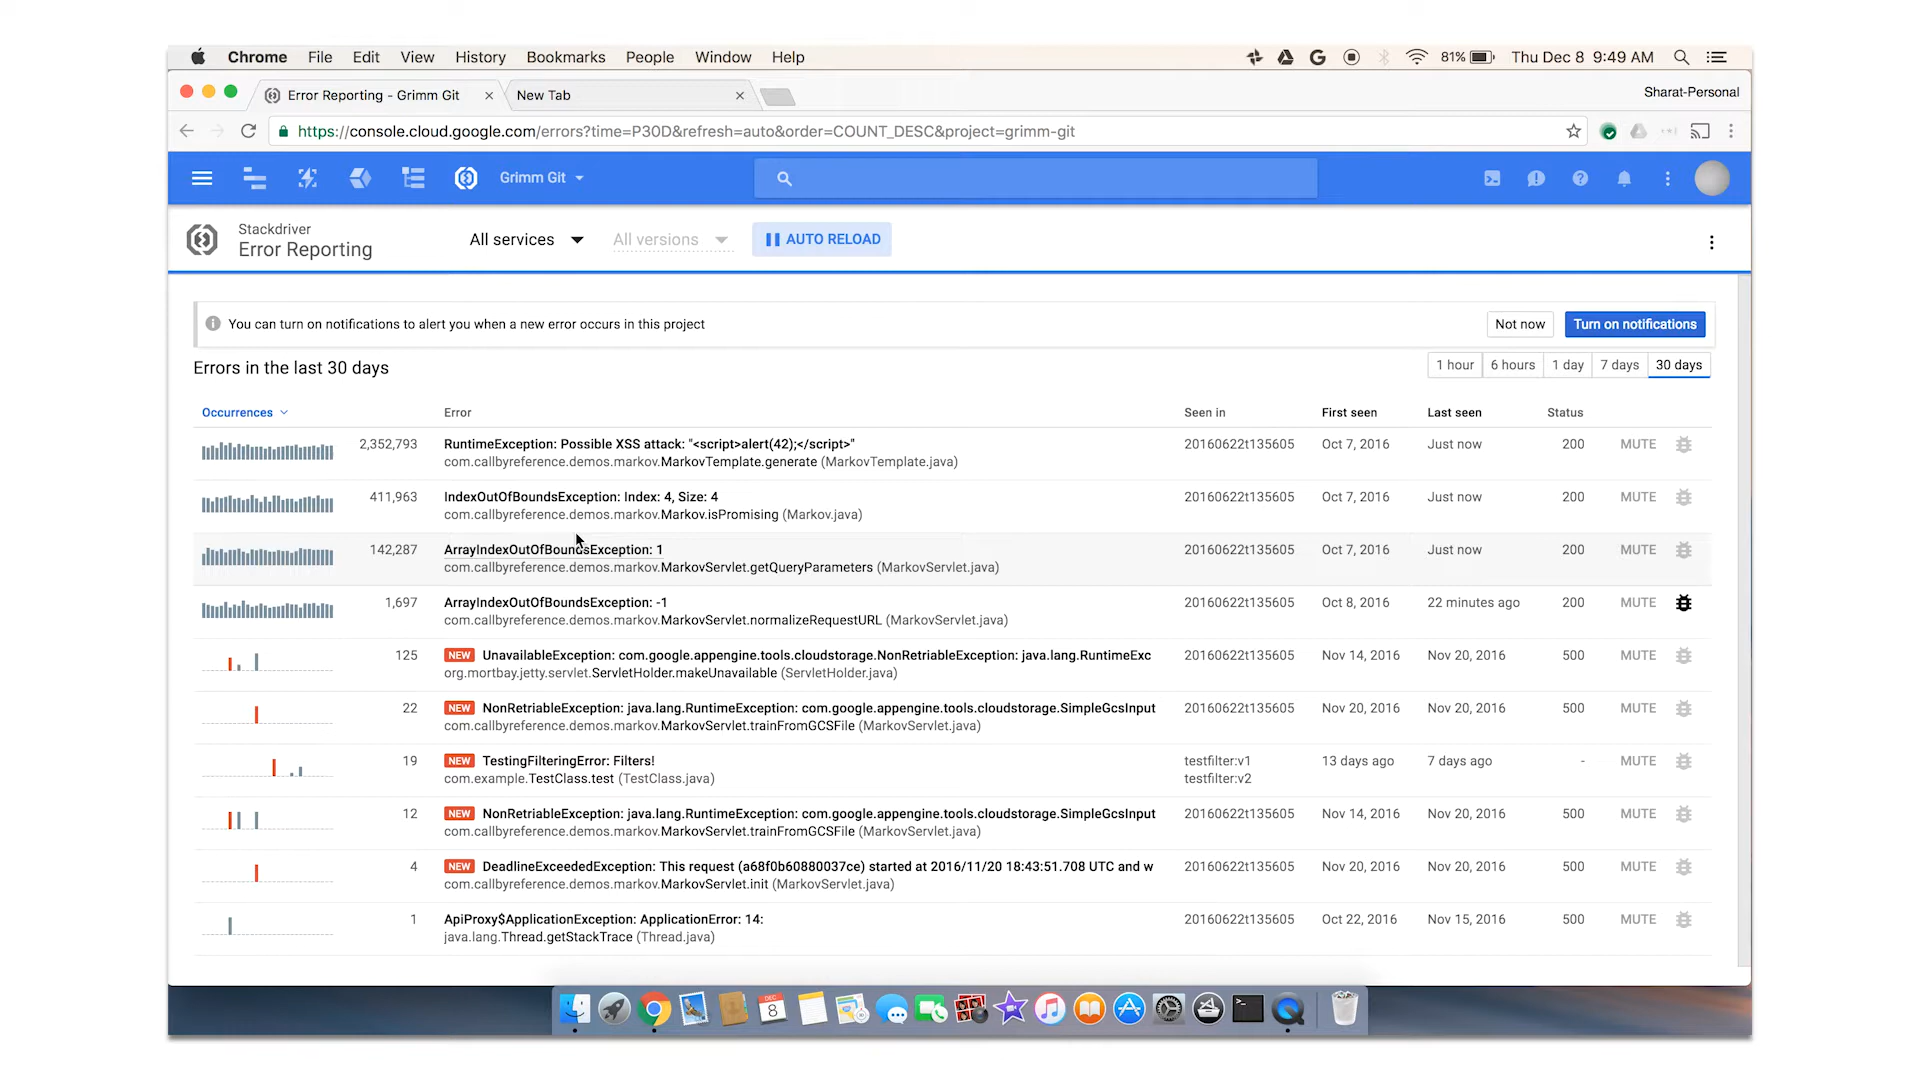 Chrome File Edit View History Bookmarks People Window Help 81% Thu Dec 8 9:49 AM
Error Reporting - Grimm Git New Tab Sharat-Personal
https://console.cloud.google.com/errors?time=P30D&refresh=auto&order=COUNT_DESC&project=grimm-git
Grimm Git
Stackdriver
Error Reporting
All services All versions AUTO RELOAD
You can turn on notifications to alert you when a new error occurs in this project Not now Turn on notifications
Errors in the last 30 days 1 hour 6 hours 1 day 7 days 30 days
Occurrences Error Seen in First seen Last seen Status
2,352,793 RuntimeException: Possible XSS attack: "<script>alert(42);</script>" 20160622t135605 Oct 7, 2016 Just now 200 MUTE
com.callbyreference.demos.markov.MarkovTemplate.generate (MarkovTemplate.java)
411,963 IndexOutOfBoundsException: Index: 4, Size: 4 20160622t135605 Oct 7, 2016 Just now 200 MUTE
com.callbyreference.demos.markov.Markov.isPromising (Markov.java)
142,287 ArrayIndexOutOfBoundsException: 1 20160622t135605 Oct 7, 2016 Just now 200 MUTE
com.callbyreference.demos.markov.MarkovServlet.getQueryParameters (MarkovServlet.java)
1,697 ArrayIndexOutOfBoundsException: -1 20160622t135605 Oct 8, 2016 22 minutes ago 200 MUTE
com.callbyreference.demos.markov.MarkovServlet.normalizeRequestURL (MarkovServlet.java)
125 NEW UnavailableException: com.google.appengine.tools.cloudstorage.NonRetriableException: java.lang.RuntimeExc 20160622t135605 Nov 14, 2016 Nov 20, 2016 500 MUTE
org.mortbay.jetty.servlet.ServletHolder.makeUnavailable (ServletHolder.java)
22 NEW NonRetriableException: java.lang.RuntimeException: com.google.appengine.tools.cloudstorage.SimpleGcsInput 20160622t135605 Nov 20, 2016 Nov 20, 2016 500 MUTE
com.callbyreference.demos.markov.MarkovServlet.trainFromGCSFile (MarkovServlet.java)
19 NEW TestingFilteringError: Filters! testfilter:v1 13 days ago 7 days ago - MUTE
com.example.TestClass.test (TestClass.java) testfilter:v2
12 NEW NonRetriableException: java.lang.RuntimeException: com.google.appengine.tools.cloudstorage.SimpleGcsInput 20160622t135605 Nov 14, 2016 Nov 20, 2016 500 MUTE
com.callbyreference.demos.markov.MarkovServlet.trainFromGCSFile (MarkovServlet.java)
4 NEW DeadlineExceededException: This request (a68f0b60880037ce) started at 2016/11/20 18:43:51.708 UTC and w 20160622t135605 Nov 20, 2016 Nov 20, 2016 500 MUTE
com.callbyreference.demos.markov.MarkovServlet.init (MarkovServlet.java)
1 ApiProxy$ApplicationException: ApplicationError: 14: 20160622t135605 Oct 22, 2016 Nov 15, 2016 500 MUTE
java.lang.Thread.getStackTrace (Thread.java)
DEC
8